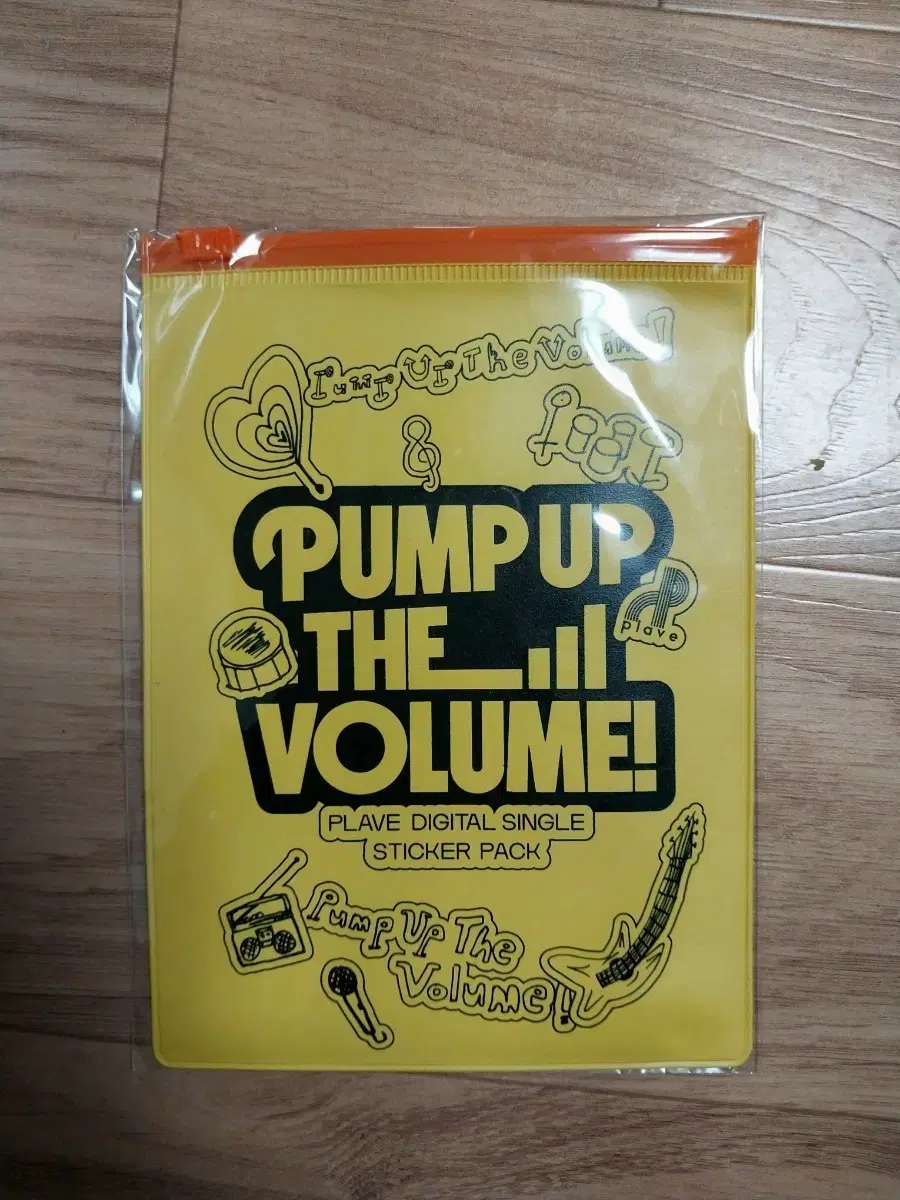 Pump Up The Volume!
PUMP UP
THE
VOLUME!
plave
PLAVE DIGITAL SINGLE
STICKER PACK
Pump Up The
Volume!!